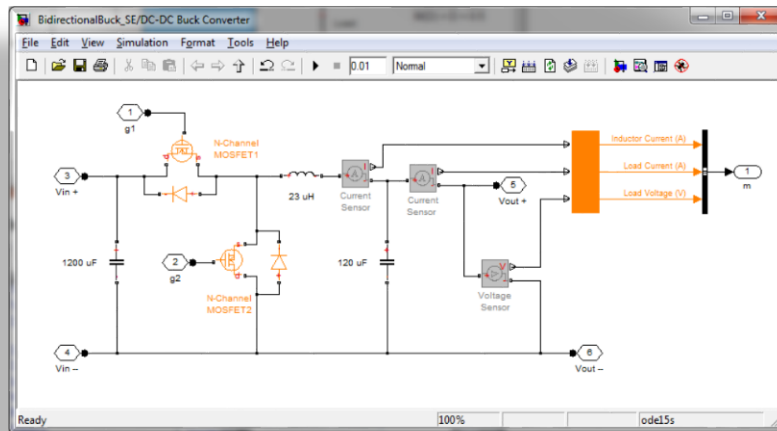 BidirectionalBuck_SE/DC-DC Buck Converter
File Edit View Simulation Format Tools Help
0.01 Normal
1
g1
N-Channel
MOSFET1
3
Vin +
23 uH
Current
Sensor
Current
Sensor
5
Vout +
Inductor Current (A)
Load Current (A)
Load Voltage (V)
1
m
1200 uF
2
g2
N-Channel
MOSFET2
120 uF
Voltage
Sensor
4
Vin –
6
Vout –
Ready 100% ode15s